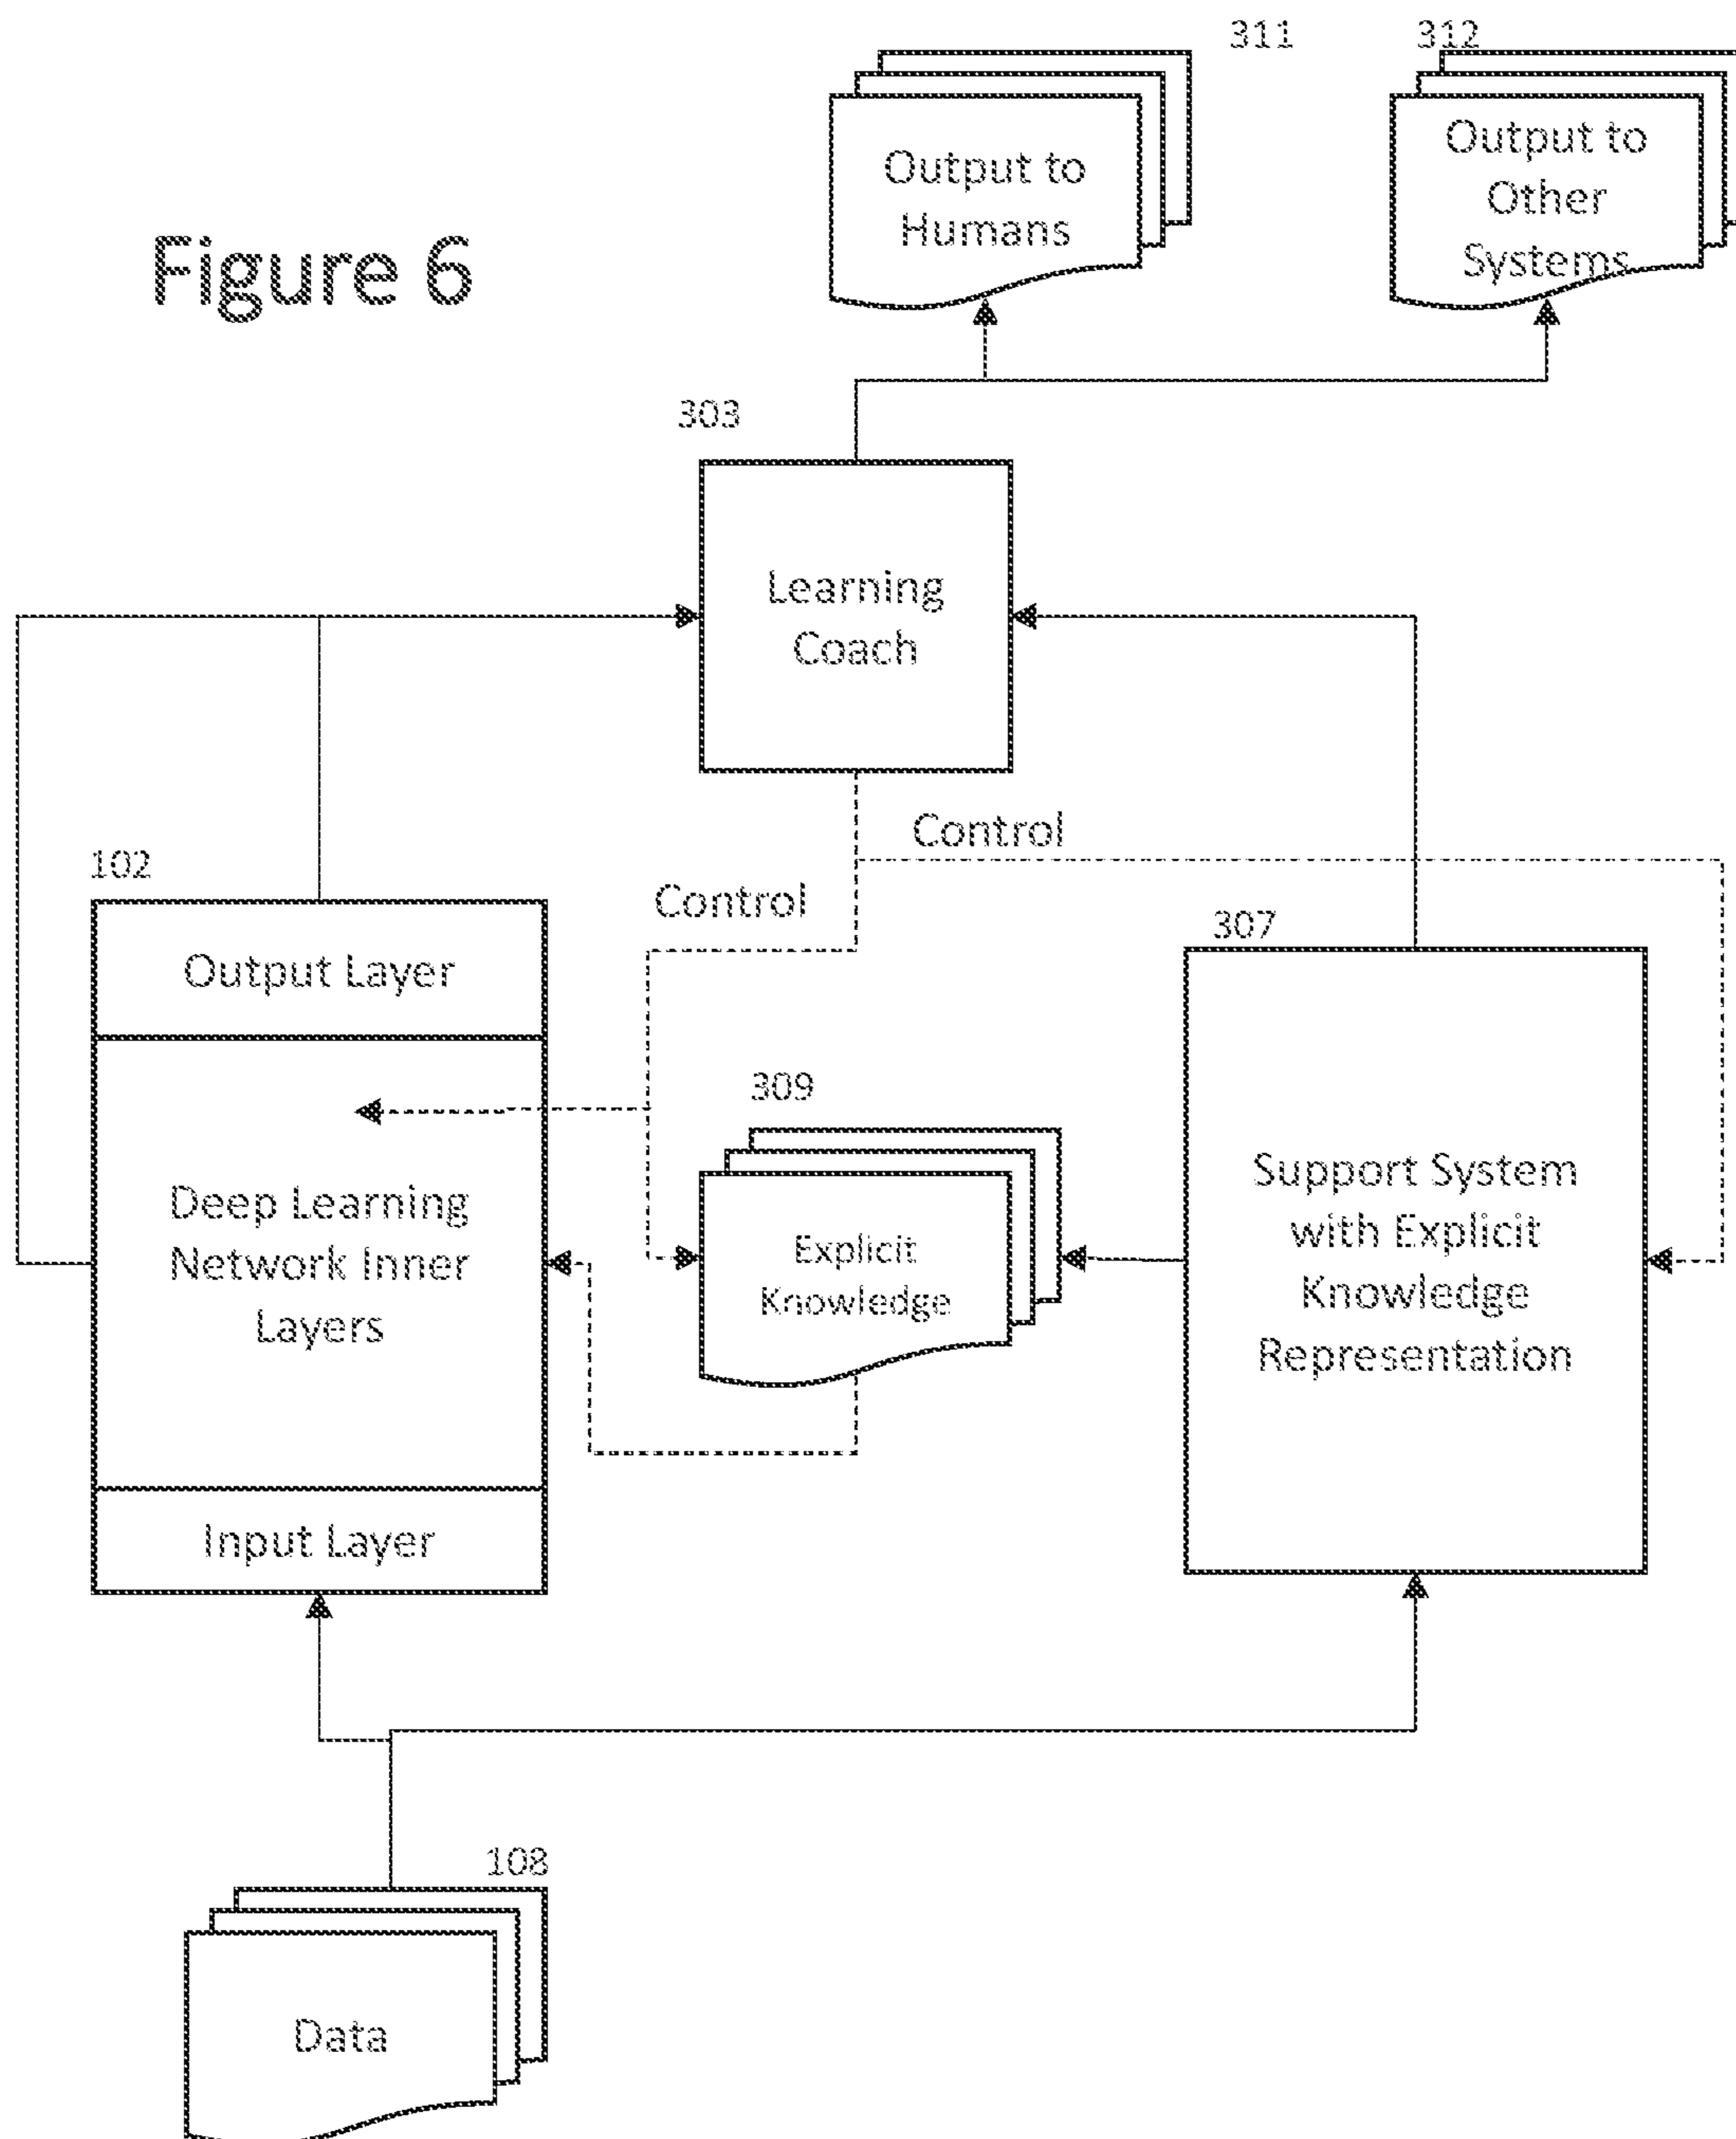 311
312
Output to
Humans
Output to
Other
Systems
Figure 6
303
Learning
Coach
Control
Control
102
307
Output Layer
309
Deep Learning
Network Inner
Layers
Explicit
Knowledge
Support System
with Explicit
Knowledge
Representation
Input Layer
108
Data